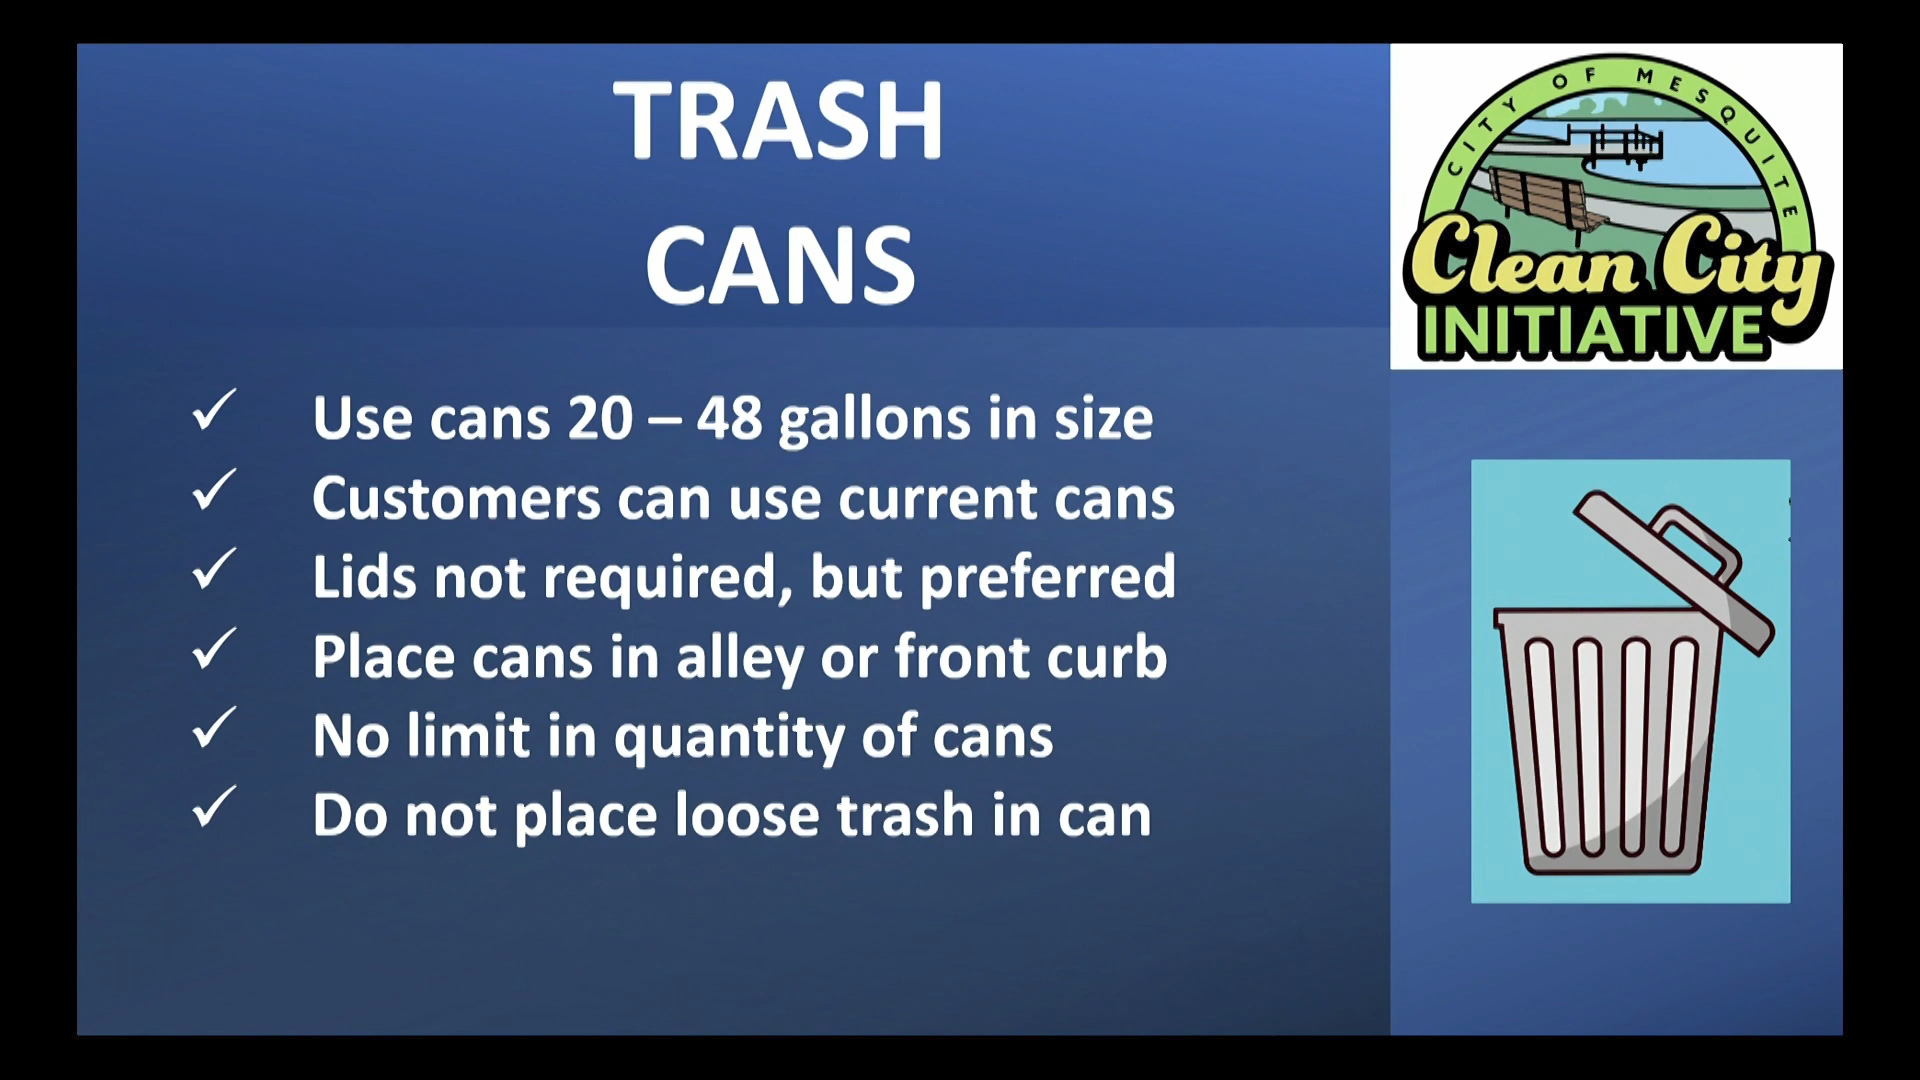 TRASH
CANS
CITY OF MESQUITE
Clean City
INITIATIVE
Use cans 20 – 48 gallons in size
Customers can use current cans
Lids not required, but preferred
Place cans in alley or front curb
No limit in quantity of cans
Do not place loose trash in can